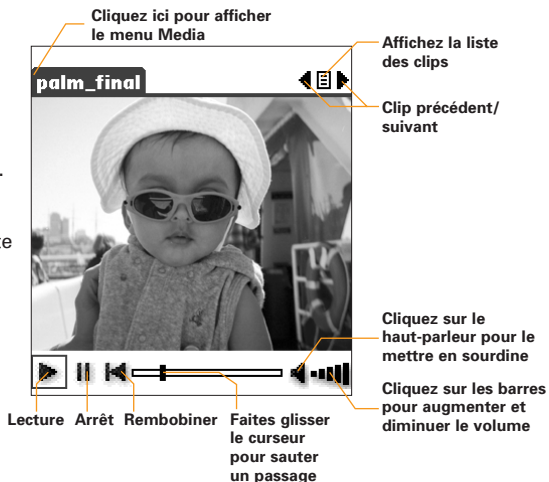 Cliquez ici pour afficher
le menu Media
Affichez la liste
des clips
palm_final
Clip précédent/
suivant
.
te
Cliquez sur le
haut-parleur pour le
mettre en sourdine
Cliquez sur les barres
pour augmenter et
diminuer le volume
Lecture Arrêt Rembobiner Faites glisser
le curseur
pour sauter
un passage